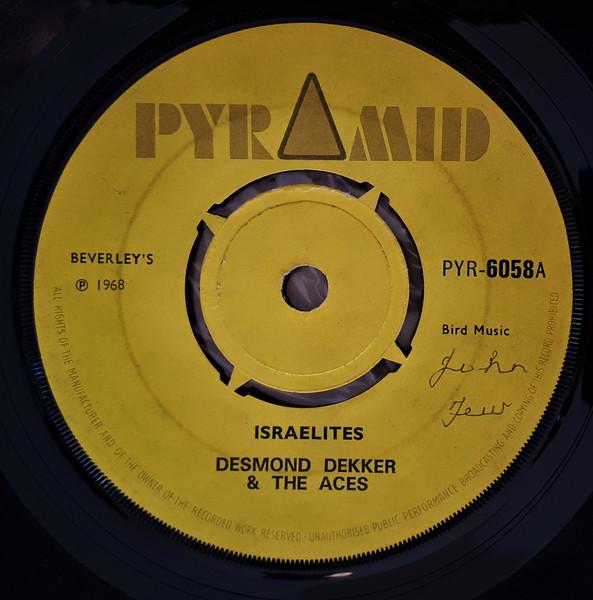 PYRAMID
BEVERLEY'S
℗ 1968
PYR-6058A
Bird Music
John
ISRAELITES
DESMOND DEKKER
& THE ACES
ALL RIGHTS OF THE MANUFACTURER AND OF THE OWNER OF THE RECORDED WORK RESERVED · UNAUTHORISED PUBLIC PERFORMANCE BROADCASTING AND COPYING OF THIS RECORD PROHIBITED